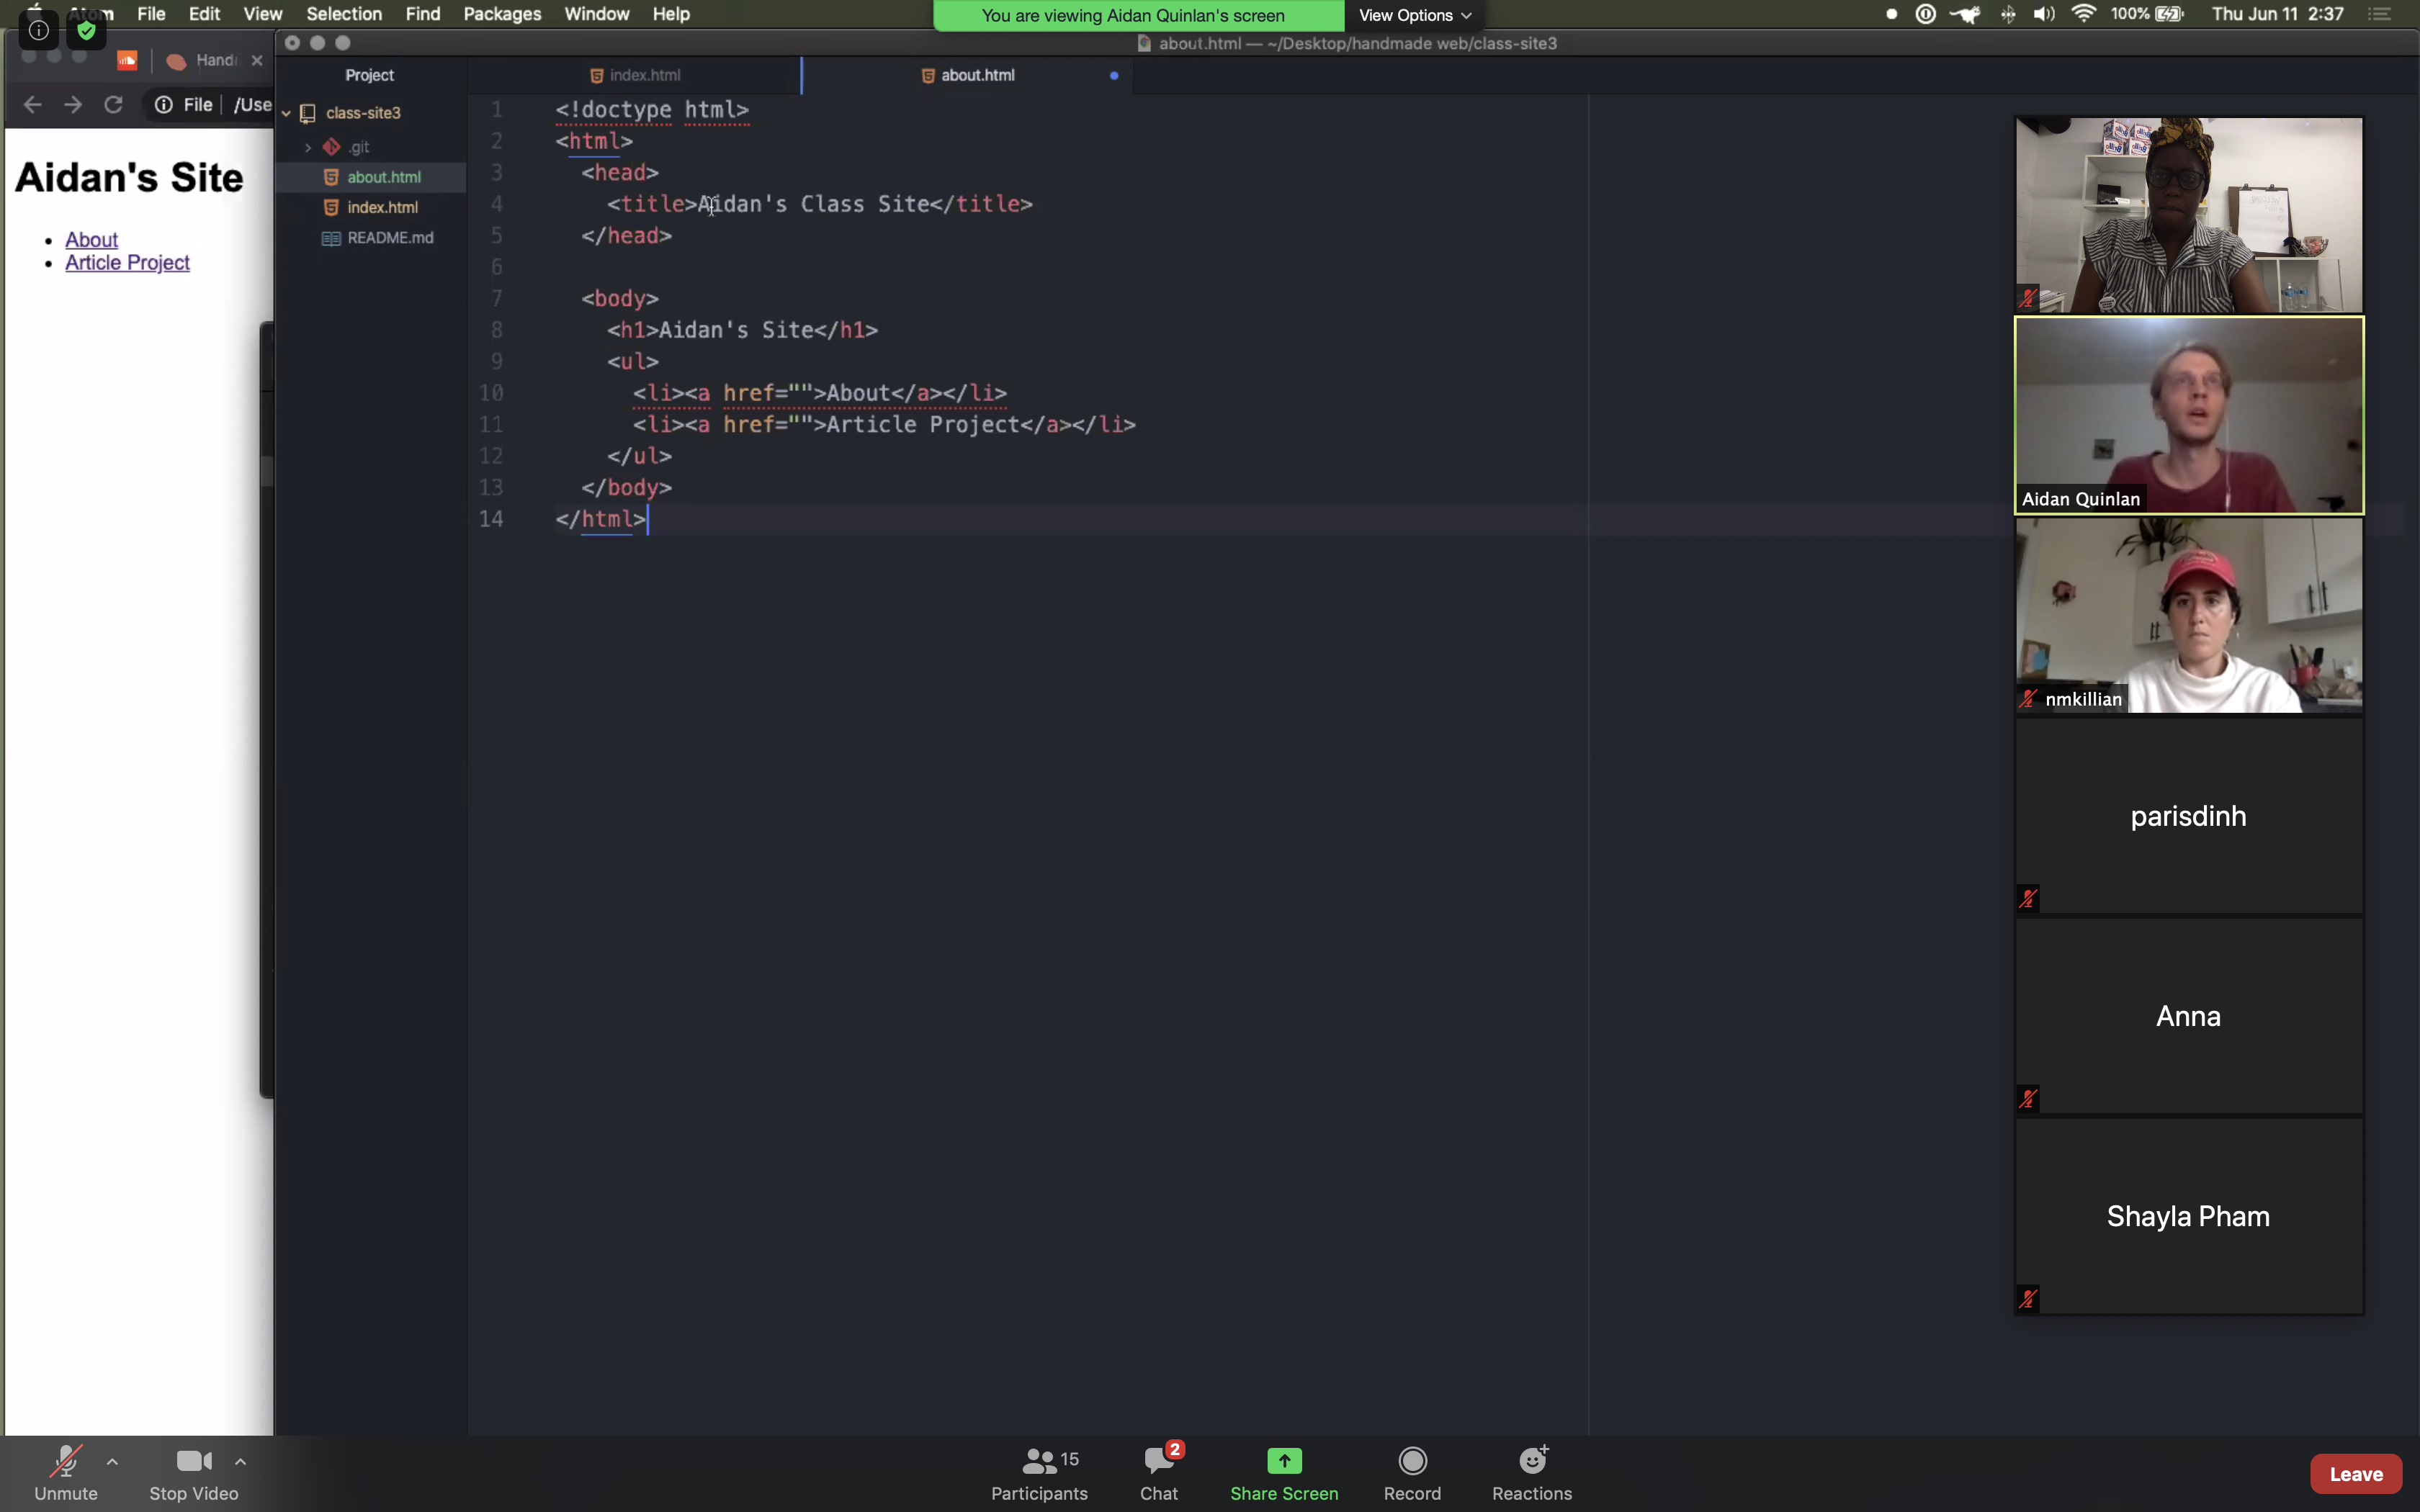 Atom File Edit View Selection Find Packages Window Help
You are viewing Aidan Quinlan's screen View Options
100% Thu Jun 11 2:37
Hand
File /Use
Aidan's Site
About
Article Project
about.html — ~/Desktop/handmade web/class-site3
Project
index.html
about.html
class-site3
.git
about.html
index.html
README.md
1 <!doctype html>
2 <html>
3 <head>
4 <title>Aidan's Class Site</title>
5 </head>
6
7 <body>
8 <h1>Aidan's Site</h1>
9 <ul>
10 <li><a href="">About</a></li>
11 <li><a href="">Article Project</a></li>
12 </ul>
13 </body>
14 </html>
Aidan Quinlan
nmkillian
parisdinh
Anna
Shayla Pham
Unmute
Stop Video
Participants 15
Chat 2
Share Screen
Record
Reactions
Leave